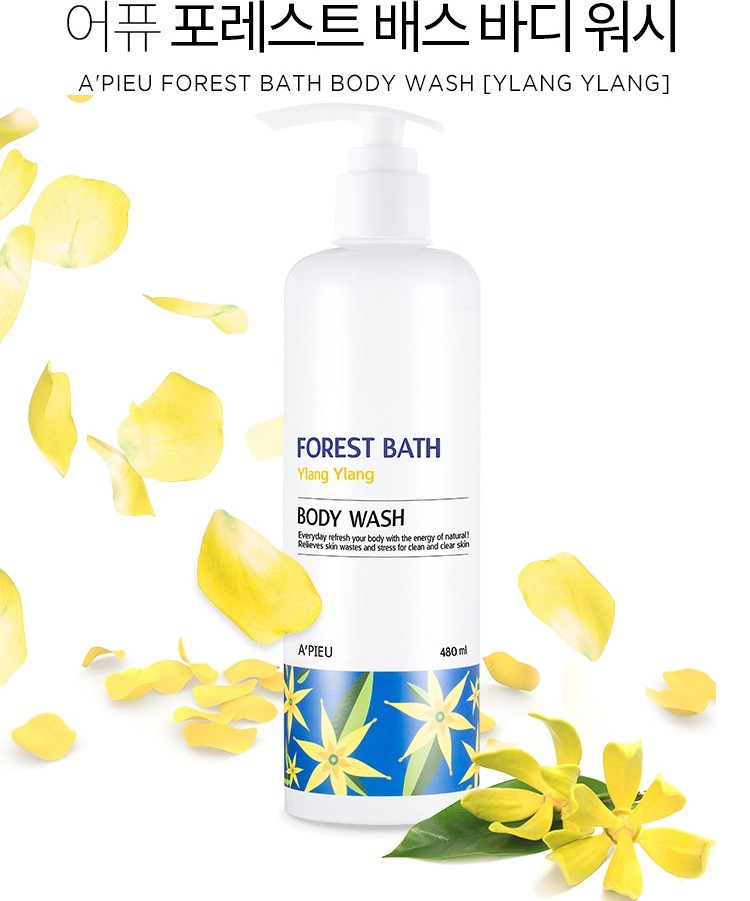 어퓨 포레스트 배스 바디 워시
A'PIEU FOREST BATH BODY WASH [YLANG YLANG]
FOREST BATH
Ylang Ylang
BODY WASH
Everyday refresh your body with the energy of natural!
Relieves skin wastes and stress for clean and clear skin
A'PIEU 480 ml